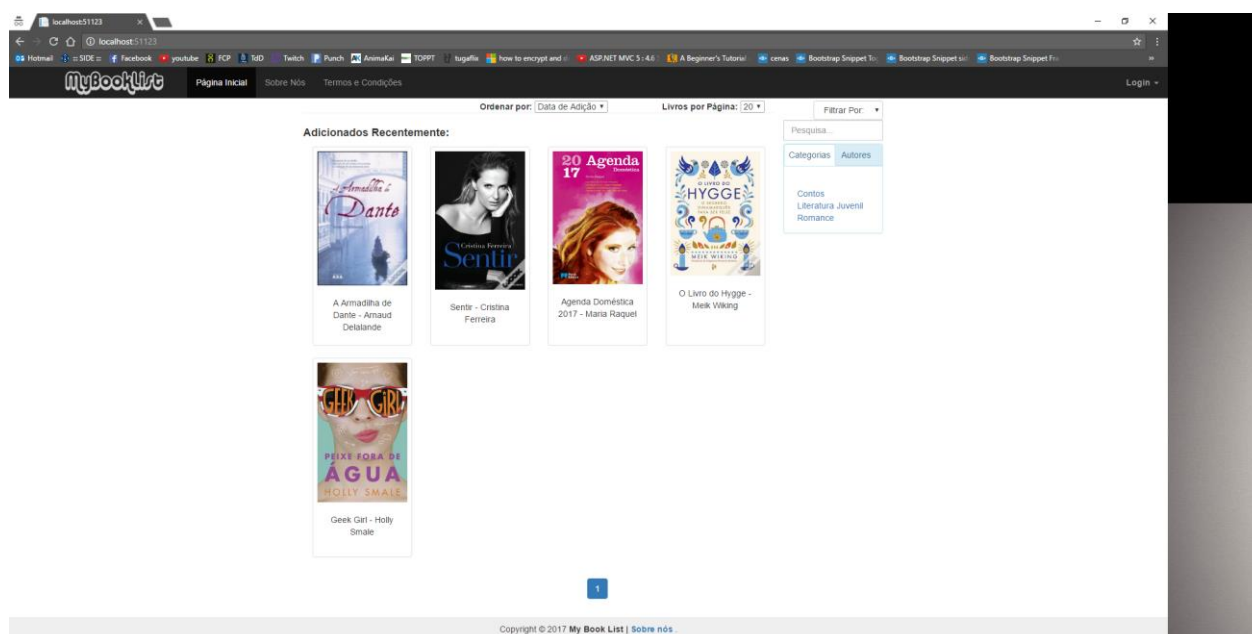 localhost:51123
localhost:51123
Hotmail :: SIDE :: Facebook youtube FCP TdD Twitch Punch AnimaKai TOPPT tugaflix how to encrypt and ASP.NET MVC 5 : 4.6 A Beginner's Tutorial cenas Bootstrap Snippet Bootstrap Snippet Bootstrap Snippet
MyBookList
Página Inicial Sobre Nós Termos e Condições Login
Ordenar por: Data de Adição Livros por Página: 20 Filtrar Por:
Pesquisa...
Categorias Autores
Contos
Literatura Juvenil
Romance
Adicionados Recentemente:
A Armadilha de
Dante
Cristina Ferreira
Sentir
20 Agenda
17 Doméstica
O LIVRO DO
HYGGE
MEIK WIKING
A Armadilha de
Dante - Arnaud
Delalande
Sentir - Cristina
Ferreira
Agenda Doméstica
2017 - Maria Raquel
O Livro do Hygge -
Meik Wiking
GEEK GIRL
PEIXE FORA DE
ÁGUA
HOLLY SMALE
Geek Girl - Holly
Smale
1
Copyright © 2017 My Book List | Sobre nós .